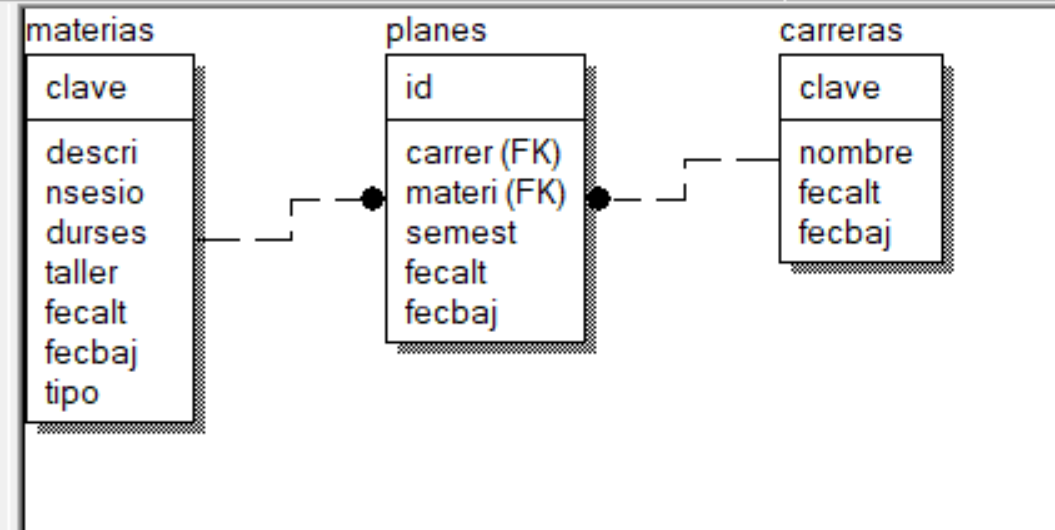 materias
clave
descri
nsesio
durses
taller
fecalt
fecbaj
tipo
planes
id
carrer (FK)
materi (FK)
semest
fecalt
fecbaj
carreras
clave
nombre
fecalt
fecbaj